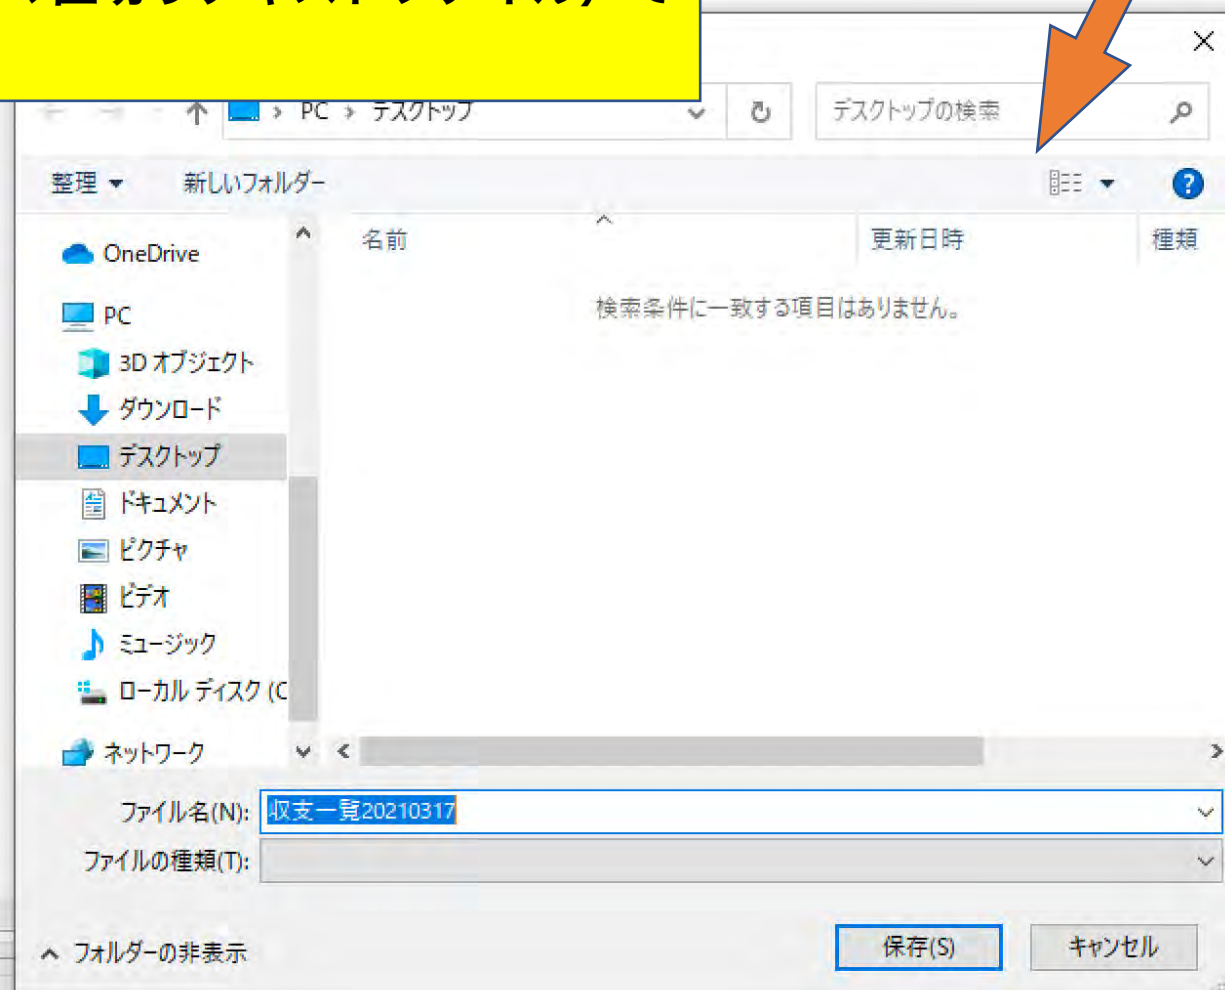 PC › デスクトップ
デスクトップの検索
整理
新しいフォルダー
名前
更新日時
種類
OneDrive
検索条件に一致する項目はありません。
PC
3D オブジェクト
ダウンロード
デスクトップ
ドキュメント
ピクチャ
ビデオ
ミュージック
ローカル ディスク (C
ネットワーク
ファイル名(N):
収支一覧20210317
ファイルの種類(T):
フォルダーの非表示
保存(S)
キャンセル